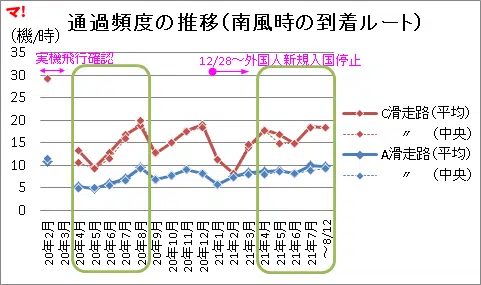 マ!
通過頻度の推移(南風時の到着ルート)
(機/時)
実機飛行確認
12/28~外国人新規入国停止
35
30
25
20
15
10
5
0
C滑走路(平均)
〃 (中央)
A滑走路(平均)
〃 (中央)
20年2月
20年3月
20年4月
20年5月
20年6月
20年7月
20年8月
20年9月
20年10月
20年11月
20年12月
21年1月
21年2月
21年3月
21年4月
21年5月
21年6月
21年7月
~8/12